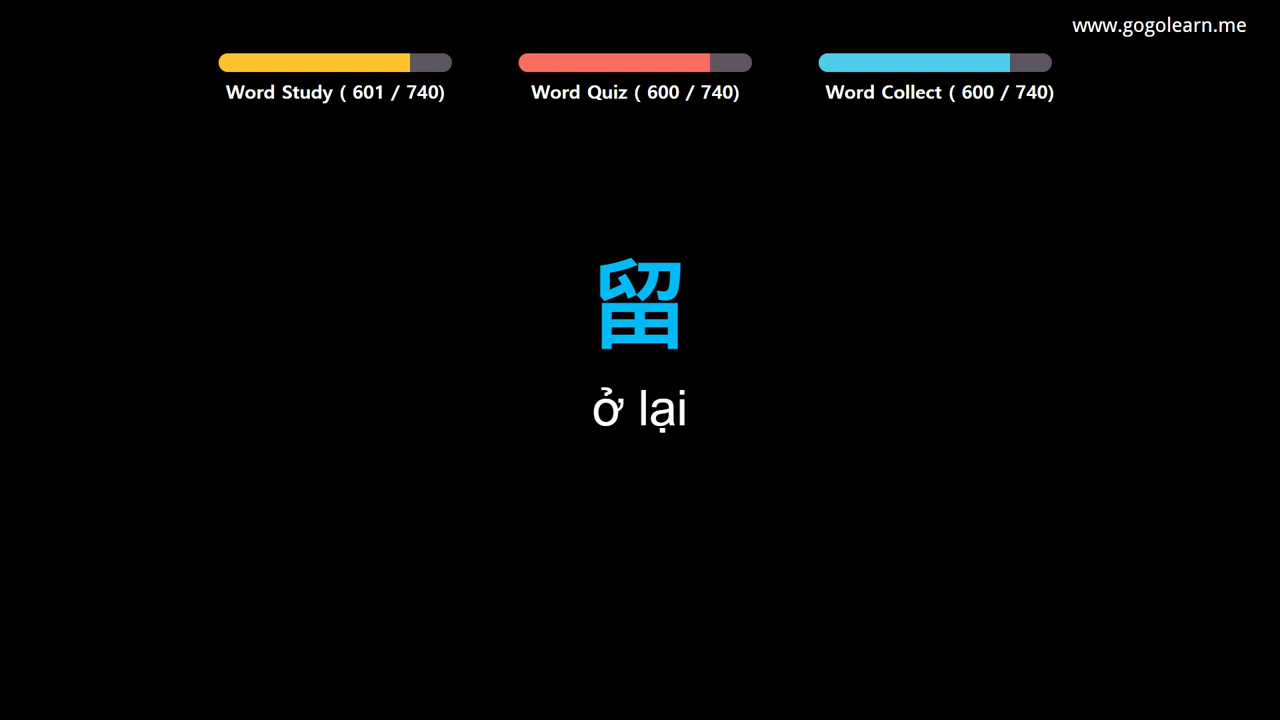 www.gogolearn.me
Word Study ( 601 / 740)
Word Quiz ( 600 / 740)
Word Collect ( 600 / 740)
留
ở lại